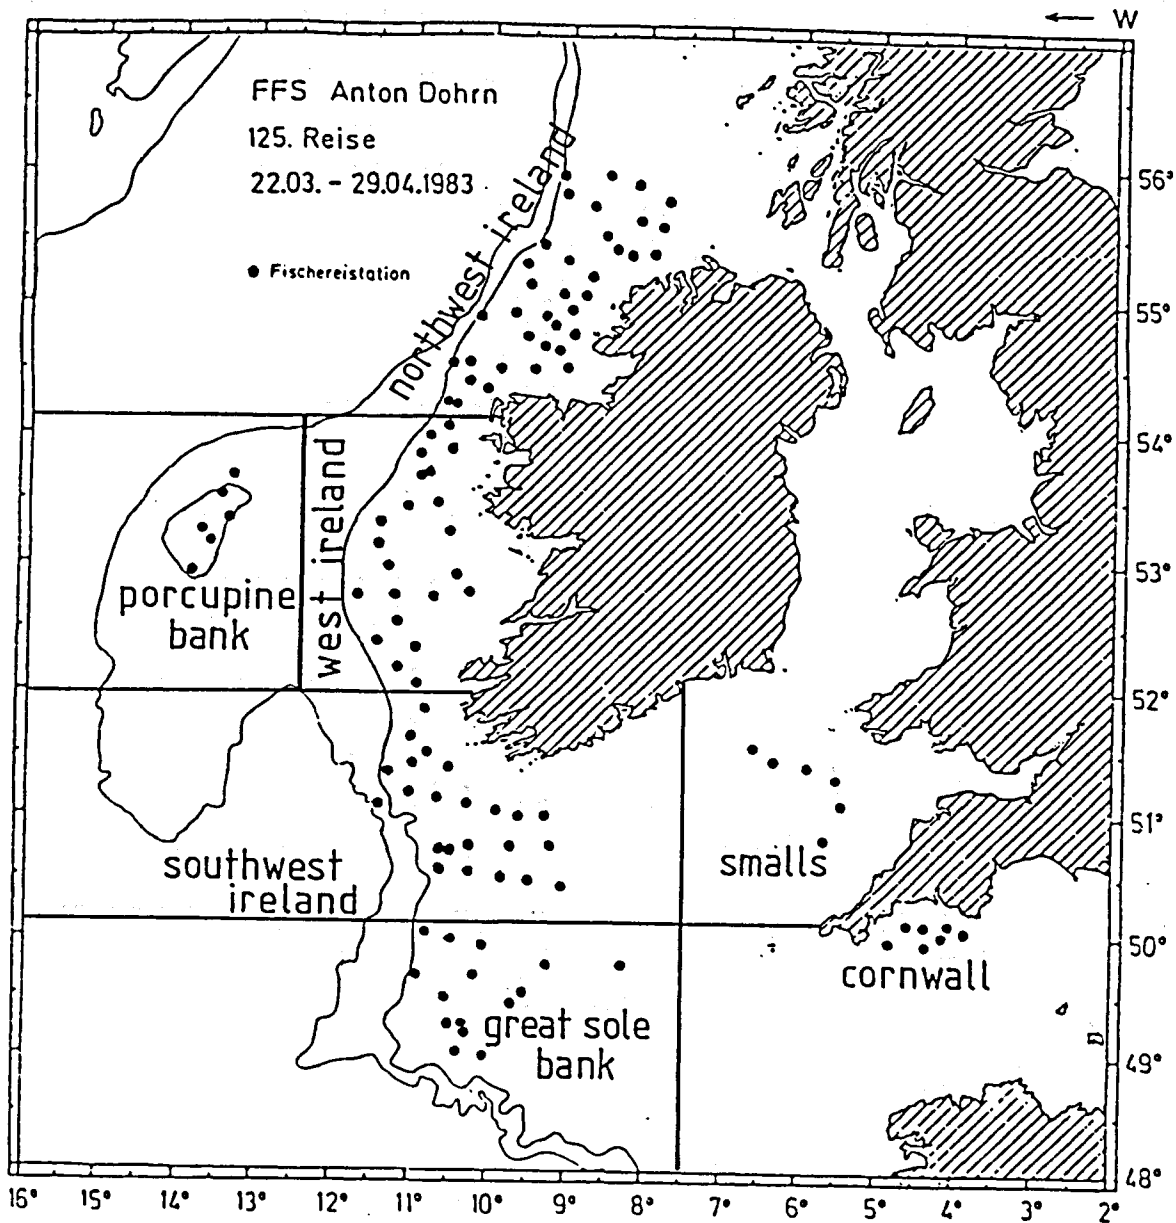 ← W
FFS Anton Dohrn
125. Reise
22.03. - 29.04.1983
● Fischereistation
northwest ireland
west ireland
porcupine
bank
southwest
ireland
smalls
cornwall
great sole
bank
56°
55°
54°
53°
52°
51°
50°
49°
48°
16° 15° 14° 13° 12° 11° 10° 9° 8° 7° 6° 5° 4° 3° 2°